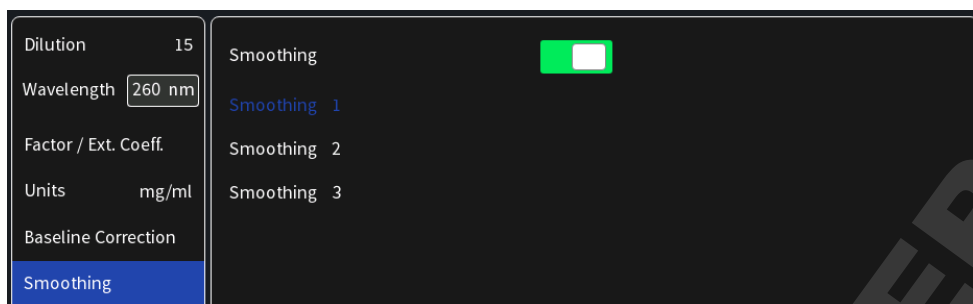 Dilution 15
Wavelength 260 nm
Factor / Ext. Coeff.
Units mg/ml
Baseline Correction
Smoothing
Smoothing
Smoothing 1
Smoothing 2
Smoothing 3